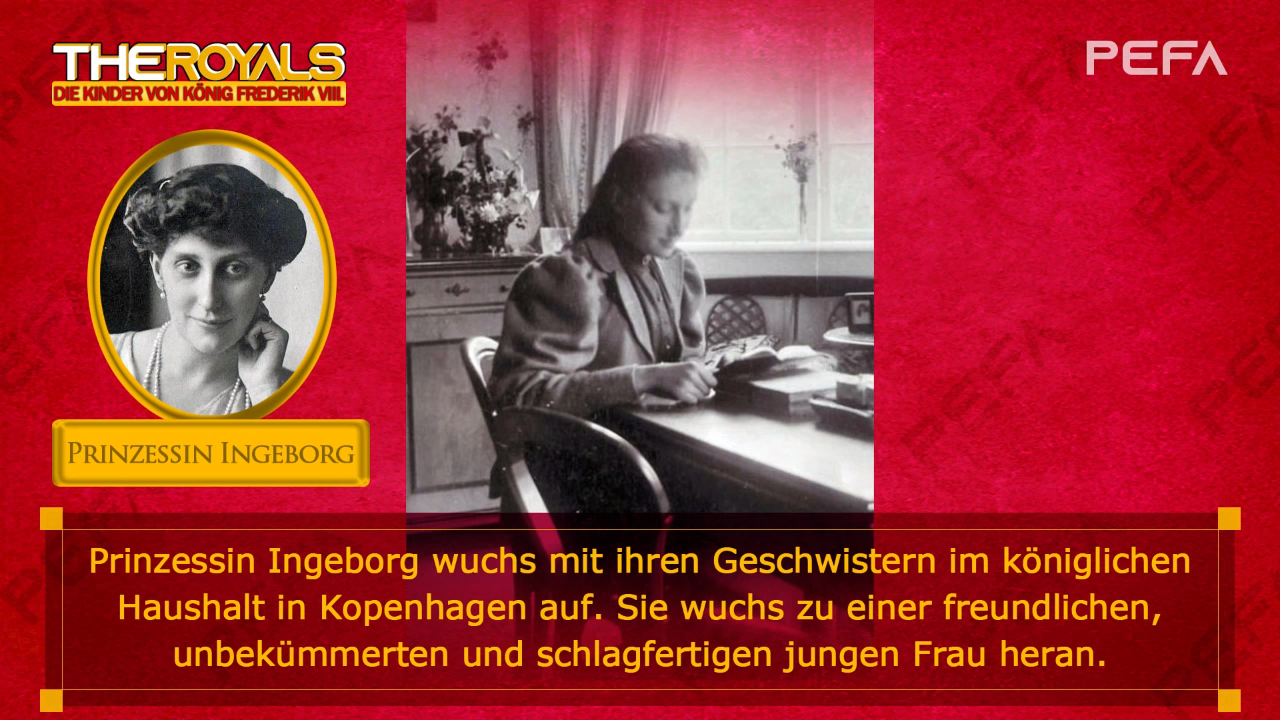 THEROYALS
DIE KINDER VON KÖNIG FREDERIK VIII.
PEFA
PRINZESSIN INGEBORG
Prinzessin Ingeborg wuchs mit ihren Geschwistern im königlichen
Haushalt in Kopenhagen auf. Sie wuchs zu einer freundlichen,
unbekümmerten und schlagfertigen jungen Frau heran.